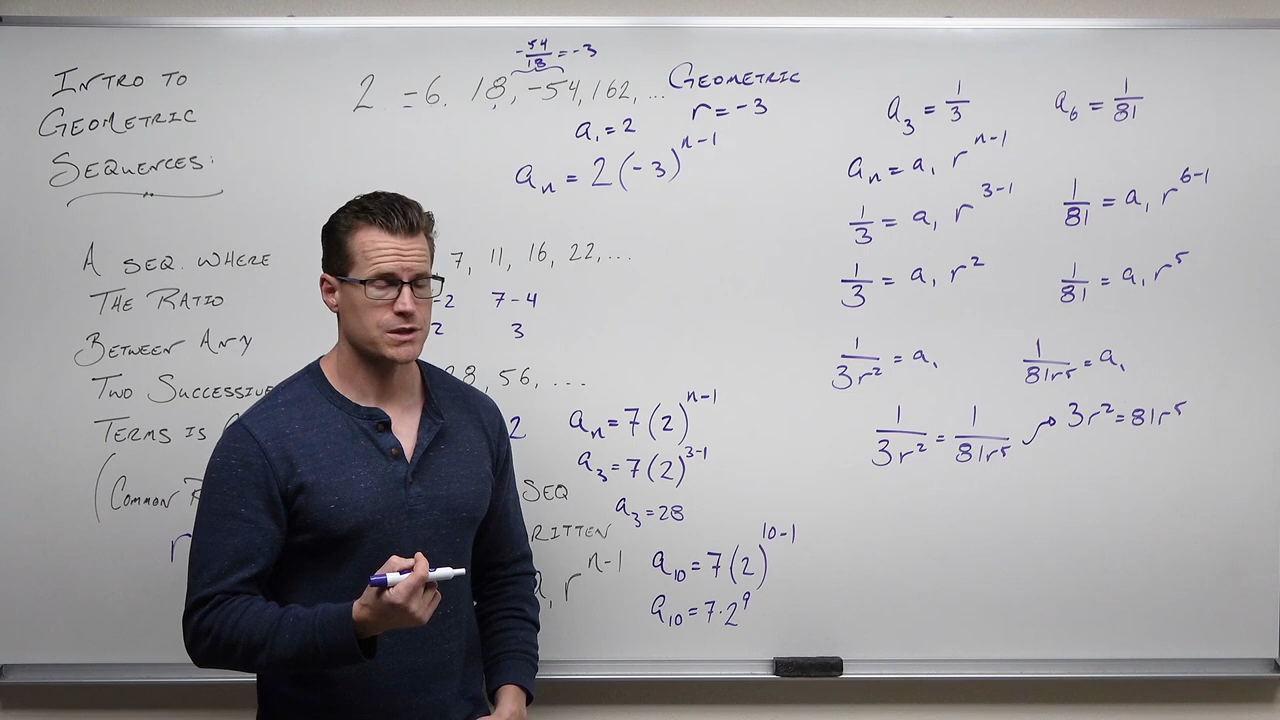 INTRO TO
GEOMETRIC
SEQUENCES:
A SEQ. WHERE
THE RATIO
BETWEEN ANY
TWO SUCCESSIVE
TERMS IS
(COMMON
r
-54/18 = -3
2, -6, 18, -54, 162, ...
GEOMETRIC
r = -3
a₁ = 2
aₙ = 2(-3)ⁿ⁻¹
7, 11, 16, 22, ...
-2 7-4
2 3
28, 56, ...
2
aₙ = 7(2)ⁿ⁻¹
a₃ = 7(2)³⁻¹
a₃ = 28
SEQ
RITTEN
rⁿ⁻¹
a₁₀ = 7(2)¹⁰⁻¹
a₁₀ = 7·2⁹
a₃ = 1/3 a₆ = 1/81
aₙ = a₁ rⁿ⁻¹
1/3 = a₁ r³⁻¹ 1/81 = a₁ r⁶⁻¹
1/3 = a₁ r² 1/81 = a₁ r⁵
1/3r² = a₁ 1/81r⁵ = a₁
1/3r² = 1/81r⁵ → 3r² = 81r⁵